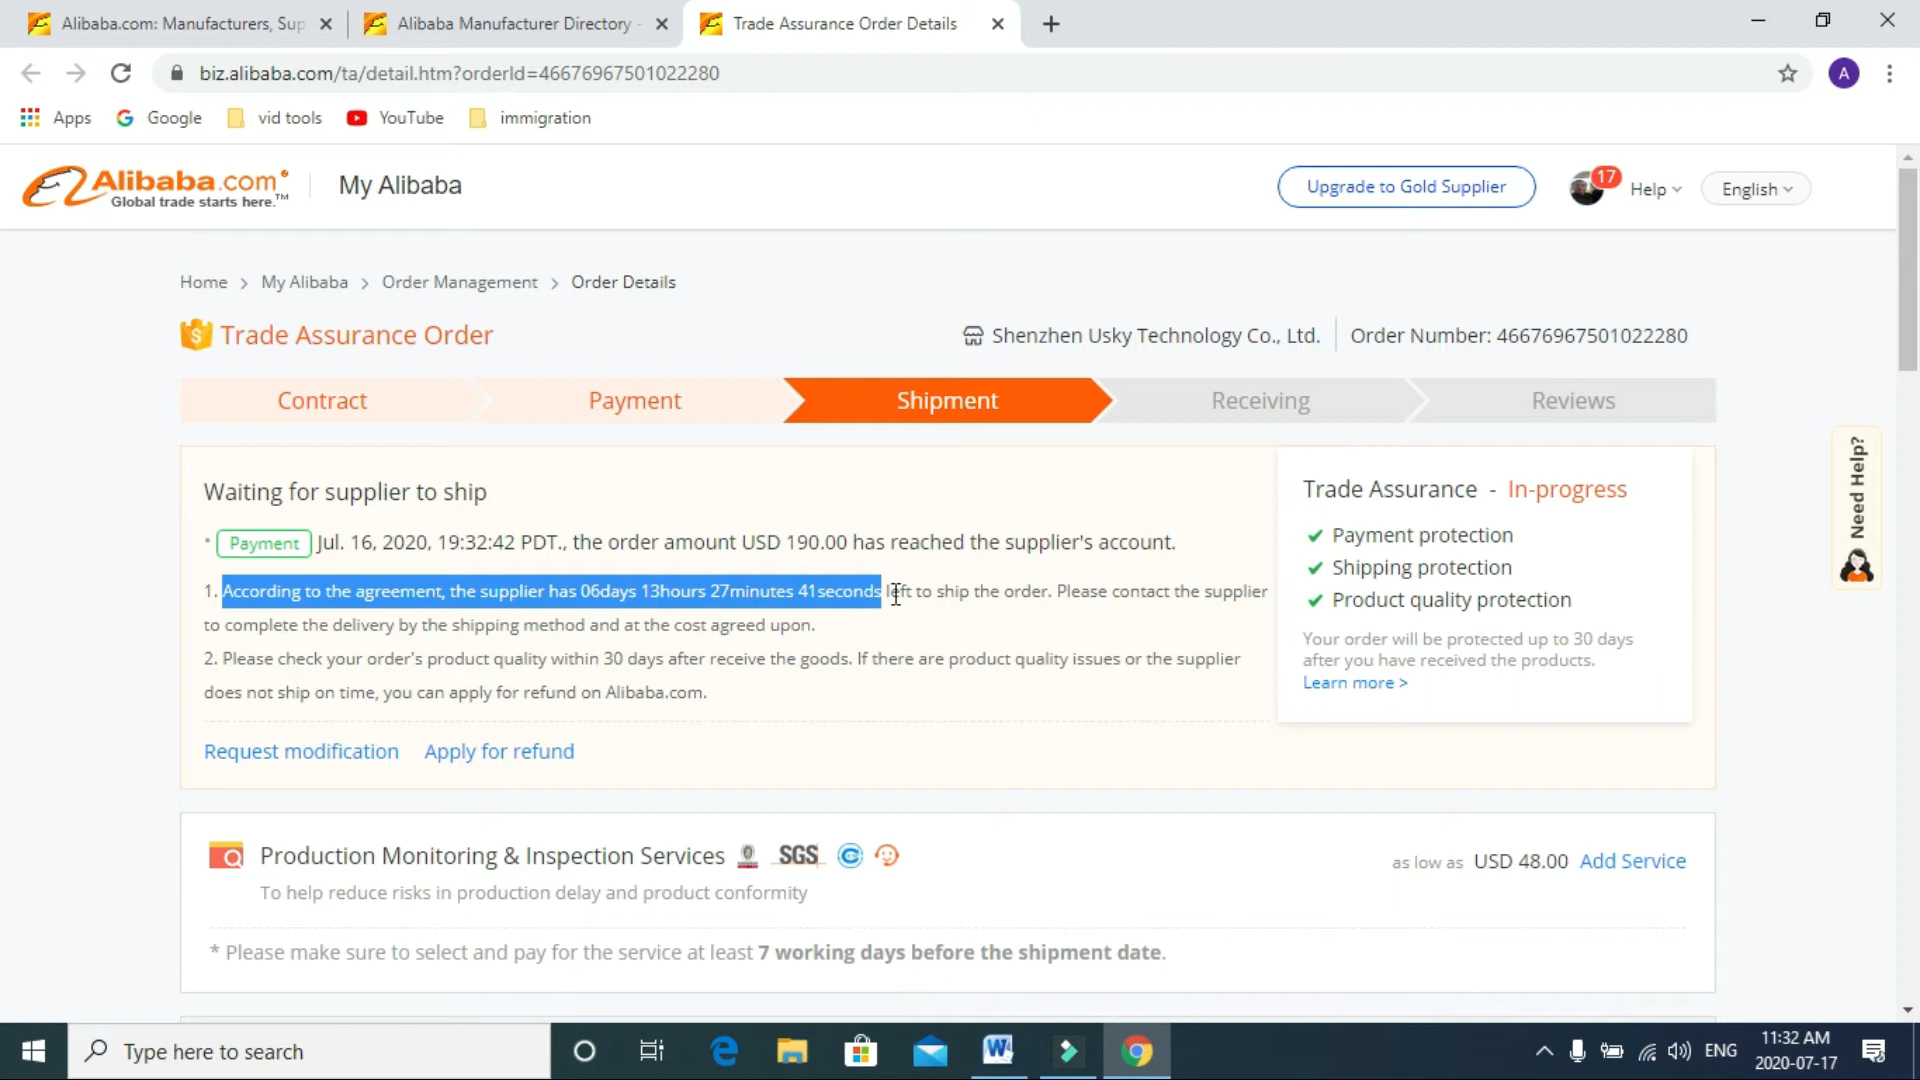 Alibaba.com: Manufacturers, Sup
Alibaba Manufacturer Directory -
Trade Assurance Order Details
biz.alibaba.com/ta/detail.htm?orderId=46676967501022280
A
Apps
Google
vid tools
YouTube
immigration
Alibaba.com®
Global trade starts here.™
My Alibaba
Upgrade to Gold Supplier
17
Help
English
Home > My Alibaba > Order Management > Order Details
Trade Assurance Order
Shenzhen Usky Technology Co., Ltd.
Order Number: 46676967501022280
Contract
Payment
Shipment
Receiving
Reviews
Waiting for supplier to ship
Payment Jul. 16, 2020, 19:32:42 PDT., the order amount USD 190.00 has reached the supplier's account.
1. According to the agreement, the supplier has 06days 13hours 27minutes 41seconds left to ship the order. Please contact the supplier
to complete the delivery by the shipping method and at the cost agreed upon.
2. Please check your order's product quality within 30 days after receive the goods. If there are product quality issues or the supplier
does not ship on time, you can apply for refund on Alibaba.com.
Request modification
Apply for refund
Trade Assurance - In-progress
✔ Payment protection
✔ Shipping protection
✔ Product quality protection
Your order will be protected up to 30 days
after you have received the products.
Learn more >
Need Help?
Production Monitoring & Inspection Services
SGS
as low as USD 48.00 Add Service
To help reduce risks in production delay and product conformity
* Please make sure to select and pay for the service at least 7 working days before the shipment date.
Type here to search
ENG
11:32 AM
2020-07-17